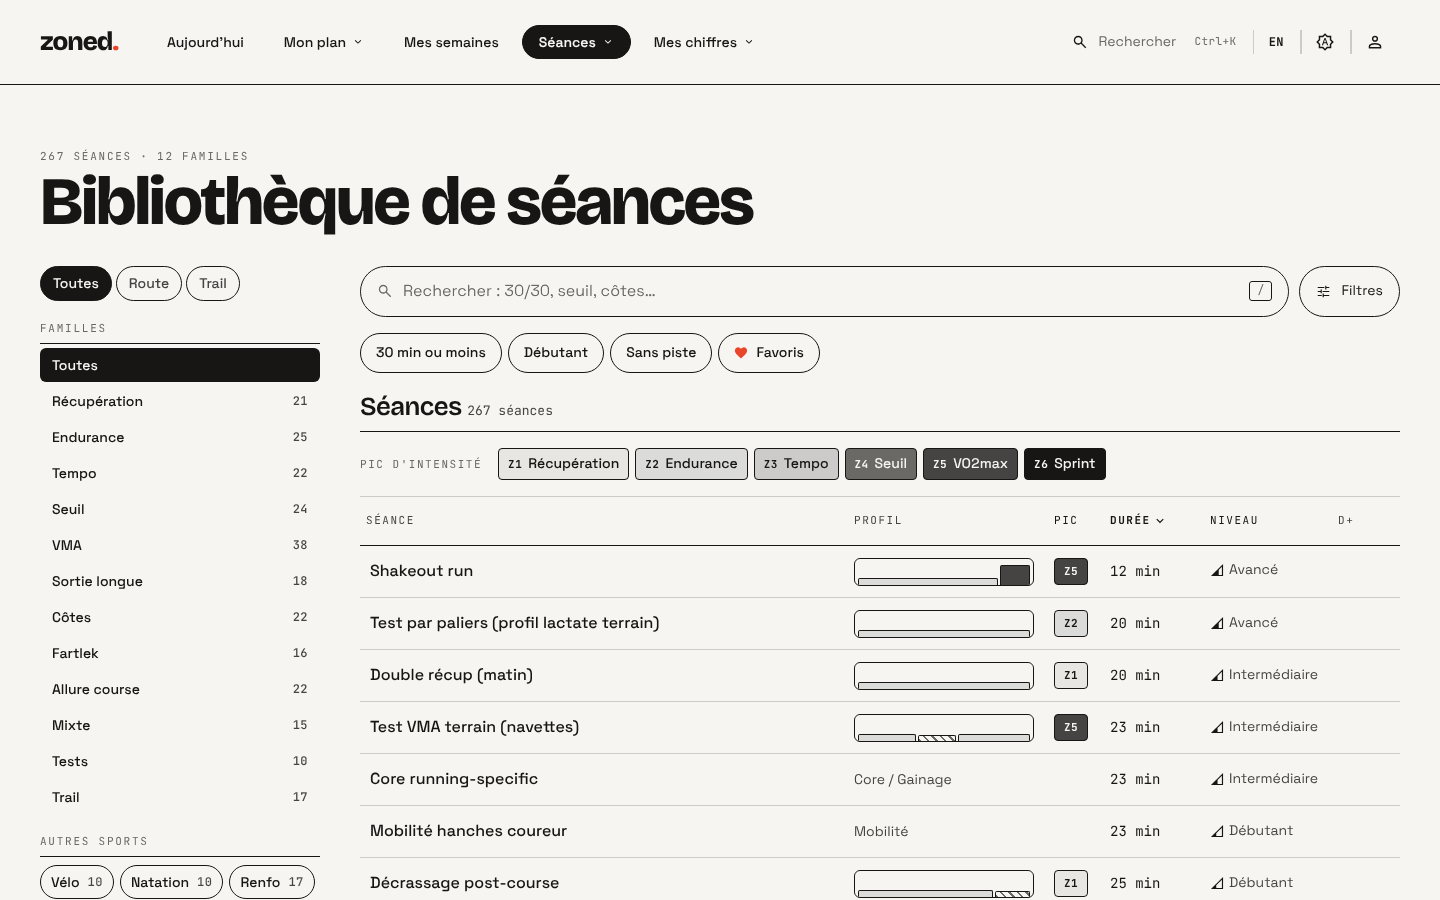 zoned.
Aujourd'hui
Mon plan
Mes semaines
Séances
Mes chiffres
Rechercher
Ctrl+K
EN
A
267 SÉANCES · 12 FAMILLES
Bibliothèque de séances
Toutes
Route
Trail
FAMILLES
Toutes
Récupération 21
Endurance 25
Tempo 22
Seuil 24
VMA 38
Sortie longue 18
Côtes 22
Fartlek 16
Allure course 22
Mixte 15
Tests 10
Trail 17
AUTRES SPORTS
Vélo 10
Natation 10
Renfo 17
Rechercher : 30/30, seuil, côtes...
/
Filtres
30 min ou moins
Débutant
Sans piste
Favoris
Séances 267 séances
PIC D'INTENSITÉ
Z1 Récupération
Z2 Endurance
Z3 Tempo
Z4 Seuil
Z5 VO2max
Z6 Sprint
SÉANCE PROFIL PIC DURÉE NIVEAU D+
Shakeout run Z5 12 min Avancé
Test par paliers (profil lactate terrain) Z2 20 min Avancé
Double récup (matin) Z1 20 min Intermédiaire
Test VMA terrain (navettes) Z5 23 min Intermédiaire
Core running-specific Core / Gainage 23 min Intermédiaire
Mobilité hanches coureur Mobilité 23 min Débutant
Décrassage post-course Z1 25 min Débutant